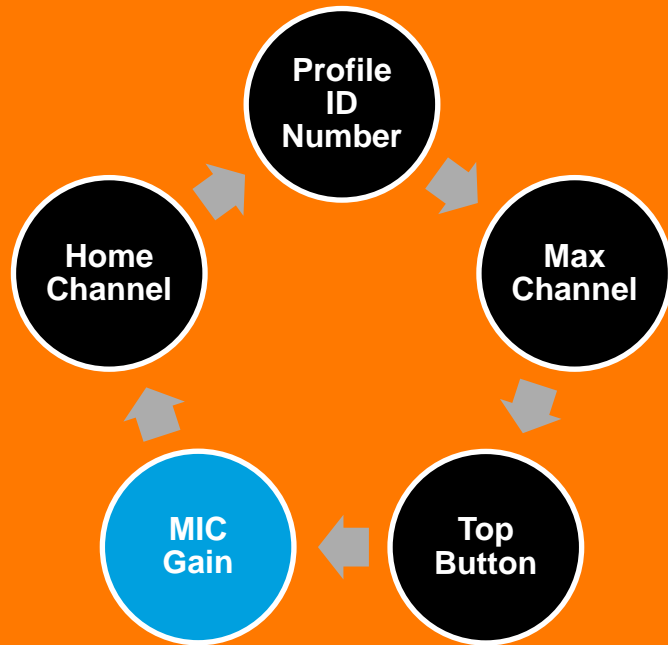 Profile
ID
Number
Max
Channel
Top
Button
MIC
Gain
Home
Channel